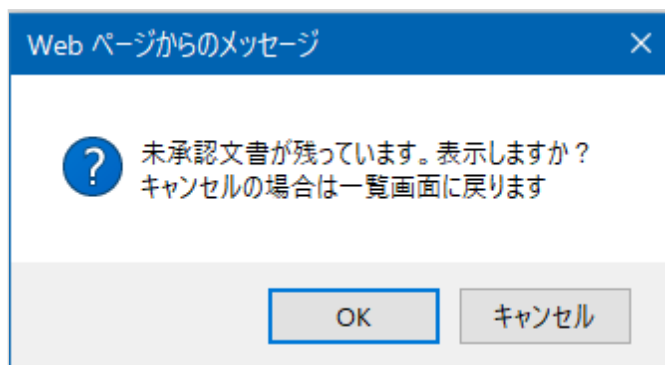 Web ページからのメッセージ
未承認文書が残っています。表示しますか？
キャンセルの場合は一覧画面に戻ります
OK
キャンセル